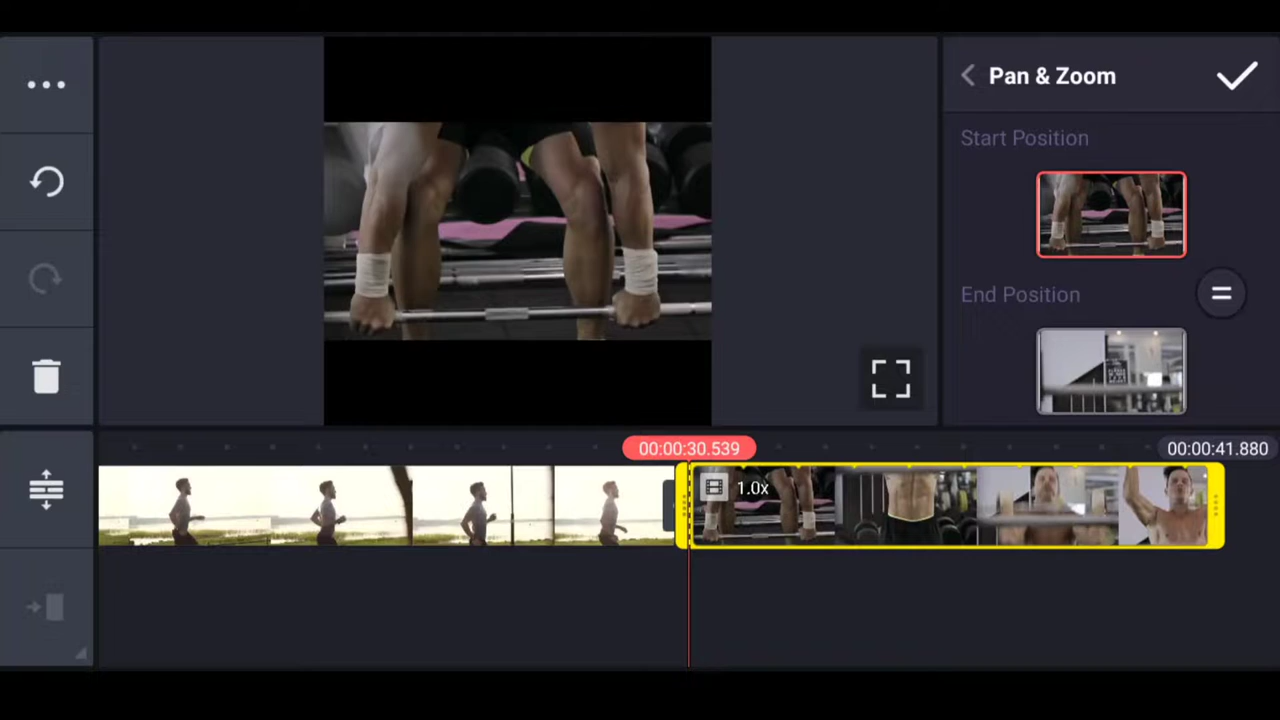 Pan & Zoom
Start Position
End Position
00:00:30.539
00:00:41.880
1.0x